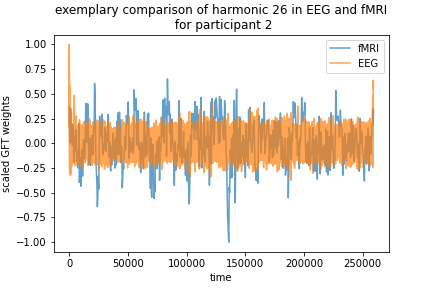 exemplary comparison of harmonic 26 in EEG and fMRI
for participant 2
1.00
0.75
0.50
0.25
0.00
−0.25
−0.50
−0.75
−1.00
scaled GFT weights
fMRI
EEG
0
50000
100000
150000
200000
250000
time